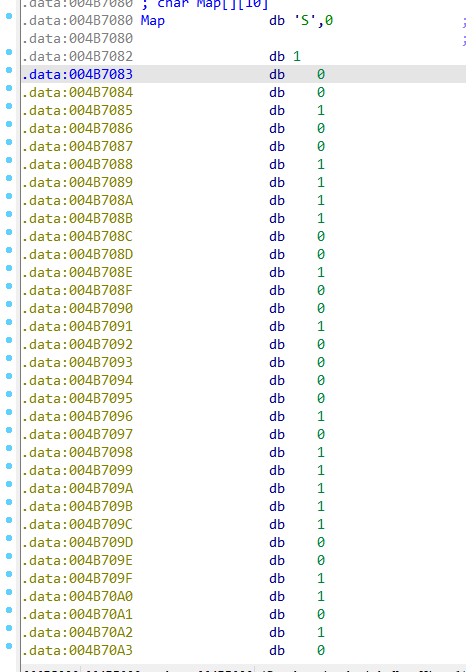 .data:004B7080 ; char Map[][10]
.data:004B7080 Map db 'S',0 ;
.data:004B7080 ;
.data:004B7082 db 1
.data:004B7083 db 0
.data:004B7084 db 0
.data:004B7085 db 1
.data:004B7086 db 0
.data:004B7087 db 0
.data:004B7088 db 1
.data:004B7089 db 1
.data:004B708A db 1
.data:004B708B db 1
.data:004B708C db 0
.data:004B708D db 0
.data:004B708E db 1
.data:004B708F db 0
.data:004B7090 db 0
.data:004B7091 db 1
.data:004B7092 db 0
.data:004B7093 db 0
.data:004B7094 db 0
.data:004B7095 db 0
.data:004B7096 db 1
.data:004B7097 db 0
.data:004B7098 db 1
.data:004B7099 db 1
.data:004B709A db 1
.data:004B709B db 1
.data:004B709C db 1
.data:004B709D db 0
.data:004B709E db 0
.data:004B709F db 1
.data:004B70A0 db 1
.data:004B70A1 db 0
.data:004B70A2 db 1
.data:004B70A3 db 0